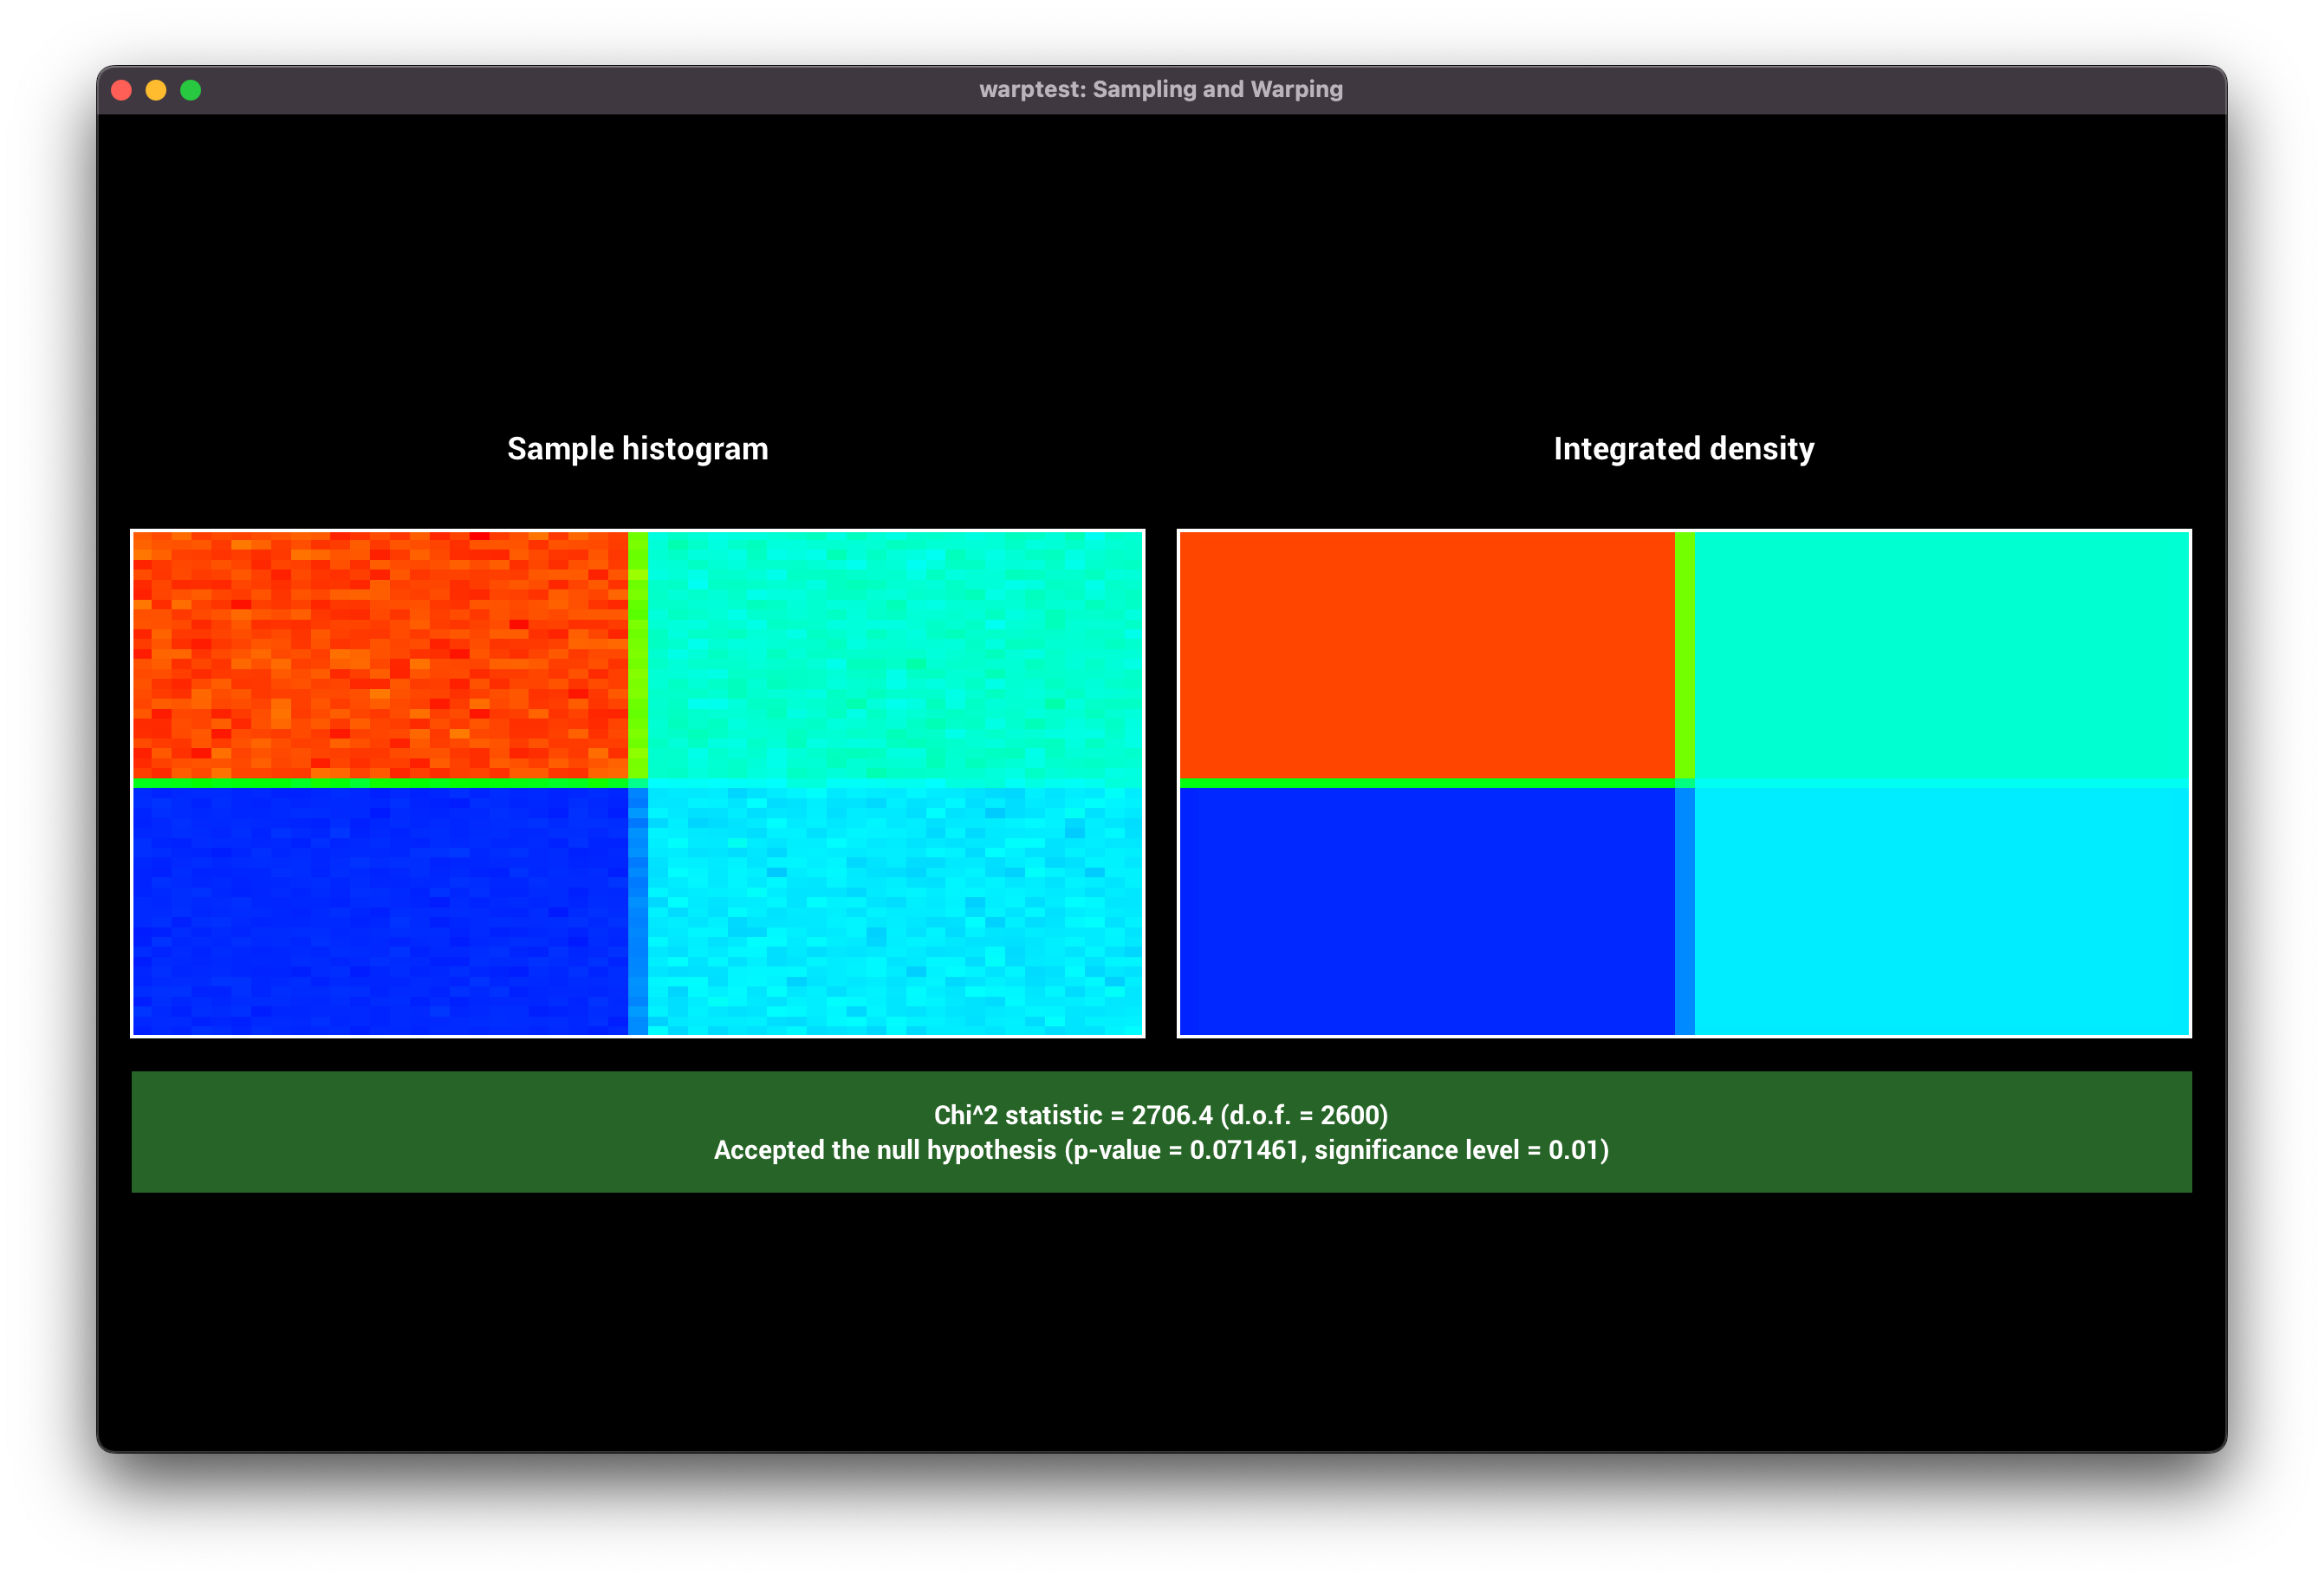 warptest: Sampling and Warping
Sample histogram
Integrated density
Chi^2 statistic = 2706.4 (d.o.f. = 2600)
Accepted the null hypothesis (p-value = 0.071461, significance level = 0.01)